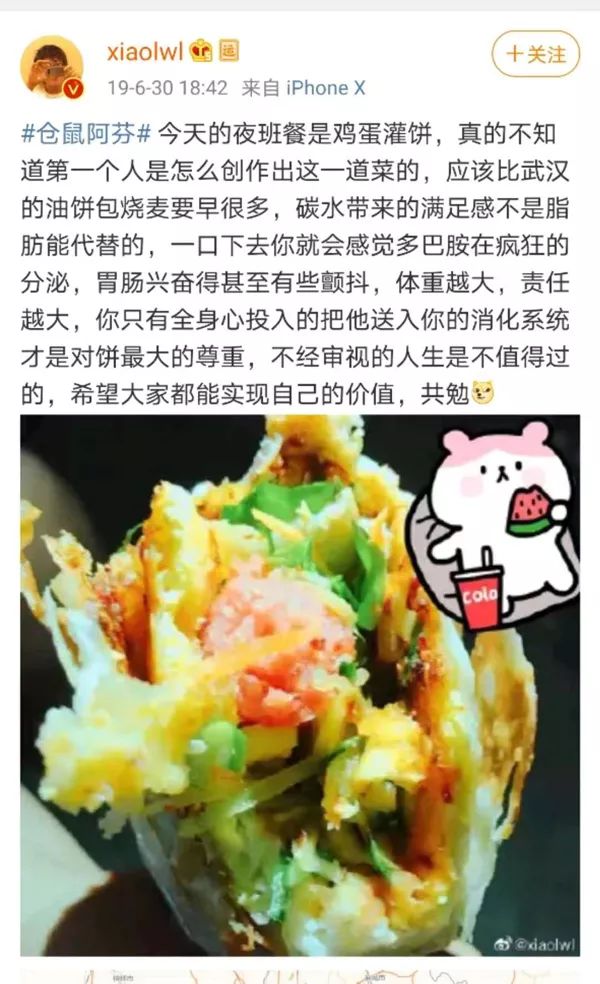 xiaolwl 运
+关注
19-6-30 18:42 来自 iPhone X
#仓鼠阿芬# 今天的夜班餐是鸡蛋灌饼，真的不知
道第一个人是怎么创作出这一道菜的，应该比武汉
的油饼包烧麦要早很多，碳水带来的满足感不是脂
肪能代替的，一口下去你就会感觉多巴胺在疯狂的
分泌，胃肠兴奋得甚至有些颤抖，体重越大，责任
越大，你只有全身心投入的把他送入你的消化系统
才是对饼最大的尊重，不经审视的人生是不值得过
的，希望大家都能实现自己的价值，共勉
cola
@xiaolwl